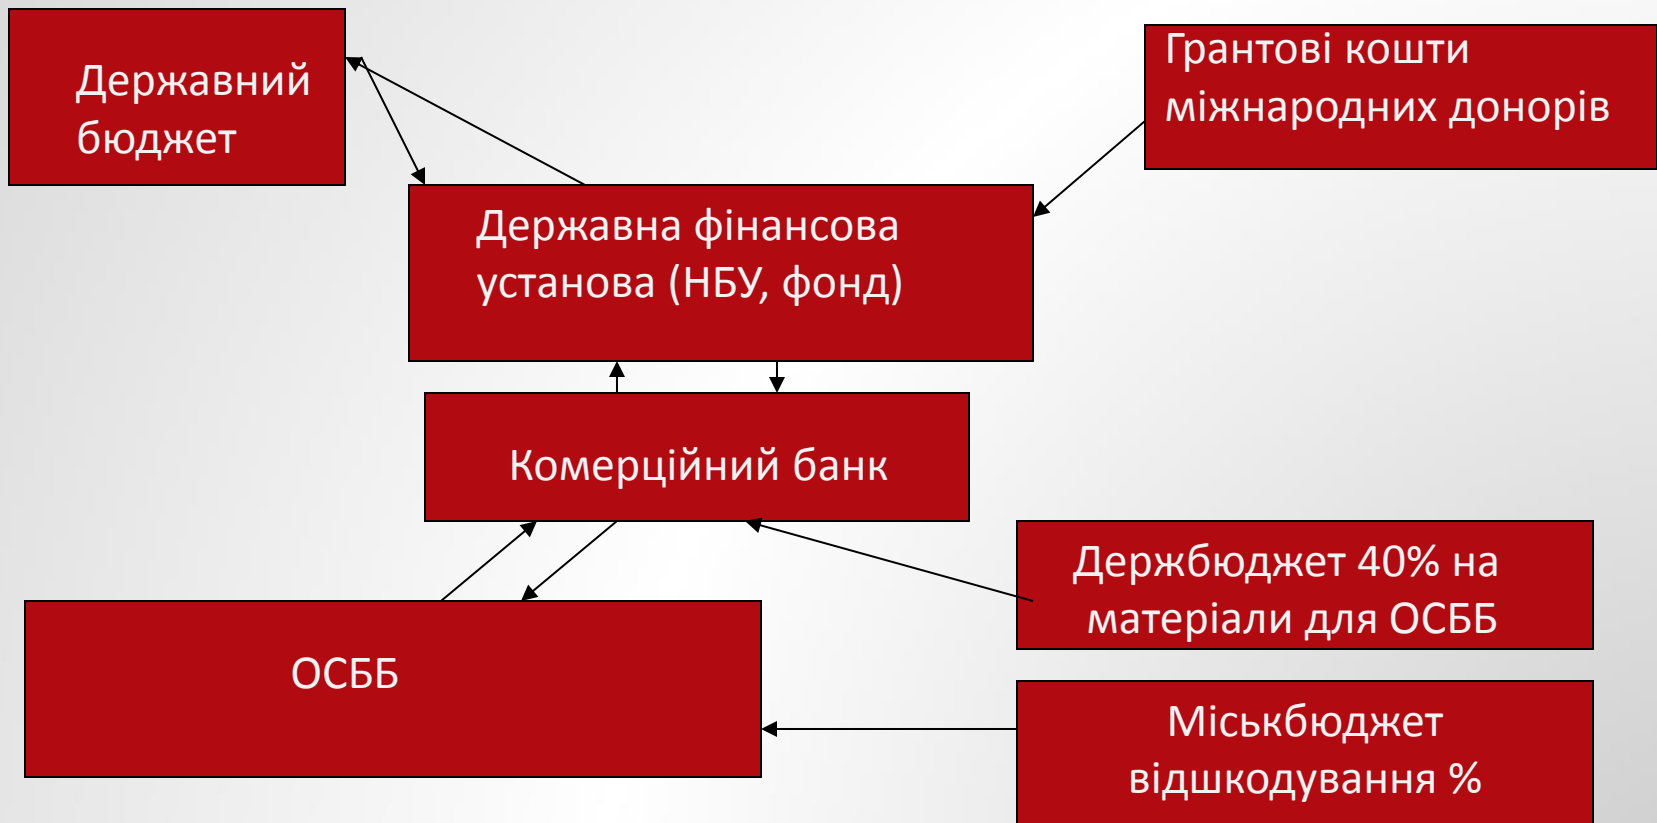 Державний
бюджет
Грантові кошти
міжнародних донорів
Державна фінансова
установа (НБУ, фонд)
Комерційний банк
Держбюджет 40% на
матеріали для ОСББ
ОСББ
Міськбюджет
відшкодування %